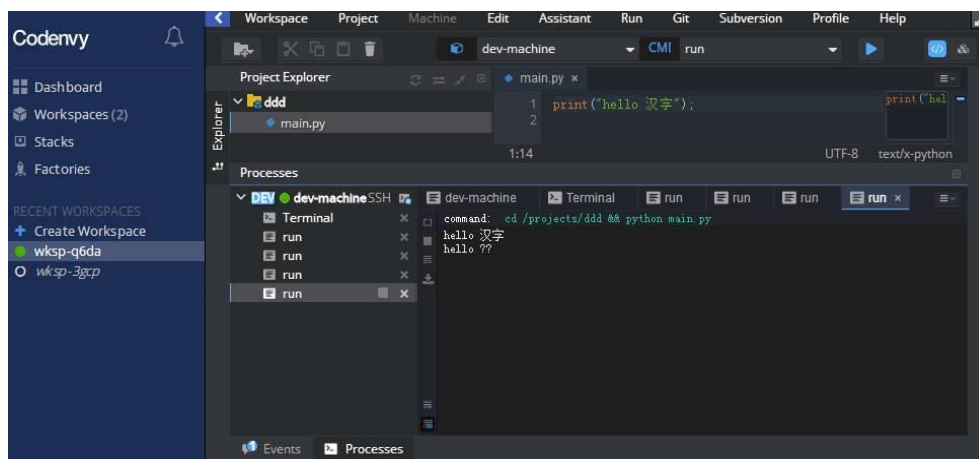 Workspace Project Machine Edit Assistant Run Git Subversion Profile Help
Codenvy
dev-machine CMI run
Dashboard
Workspaces (2)
Stacks
Factories
RECENT WORKSPACES
Create Workspace
wksp-q6da
wksp-3gcp
Explorer
Project Explorer
ddd
main.py
main.py ×
1 print("hello 汉字");
2
print("hel
1:14 UTF-8 text/x-python
Processes
DEV dev-machine SSH
Terminal ×
run ×
run ×
run ×
run ×
dev-machine Terminal run run run run ×
command: cd /projects/ddd && python main.py
hello 汉字
hello ??
Events Processes